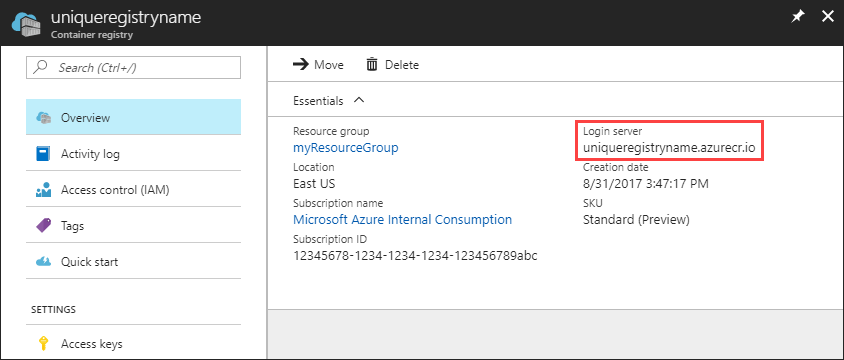 uniqueregistryname
Container registry
Search (Ctrl+/)
Overview
Activity log
Access control (IAM)
Tags
Quick start
SETTINGS
Access keys
Move Delete
Essentials
Resource group
myResourceGroup
Location
East US
Subscription name
Microsoft Azure Internal Consumption
Subscription ID
12345678-1234-1234-1234-123456789abc
Login server
uniqueregistryname.azurecr.io
Creation date
8/31/2017 3:47:17 PM
SKU
Standard (Preview)